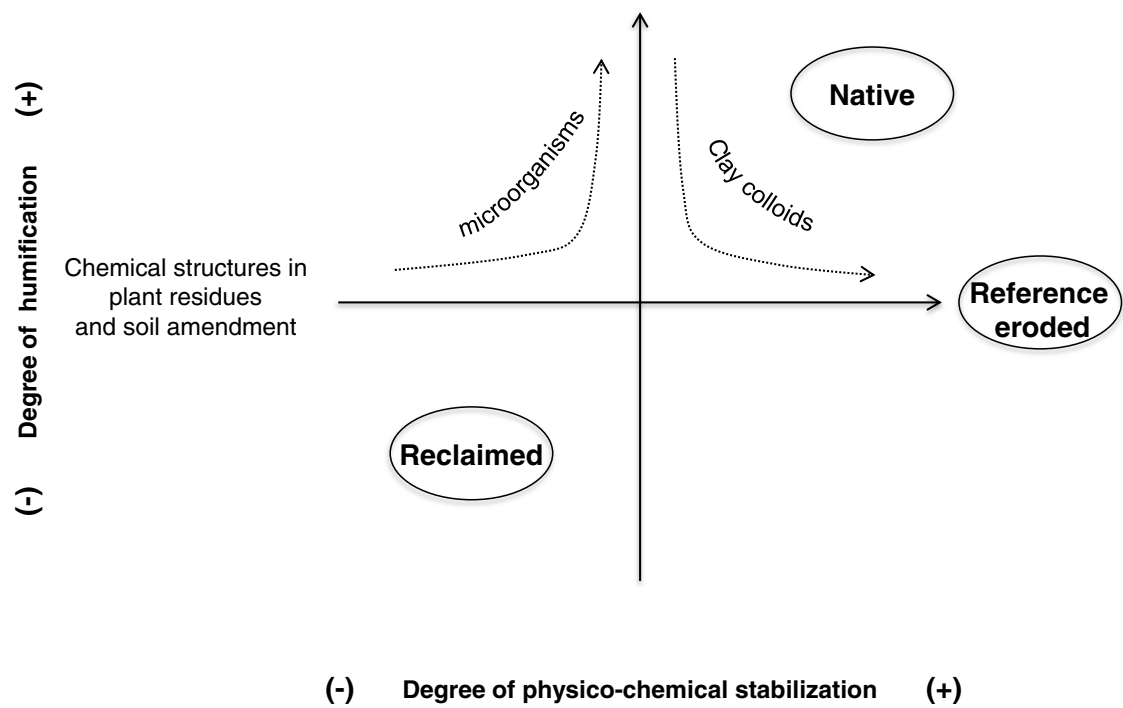 (+)
Degree of humification
(-)
microorganisms
Clay colloids
Native
Chemical structures in
plant residues
and soil amendment
Reference
eroded
Reclaimed
(-) Degree of physico-chemical stabilization (+)